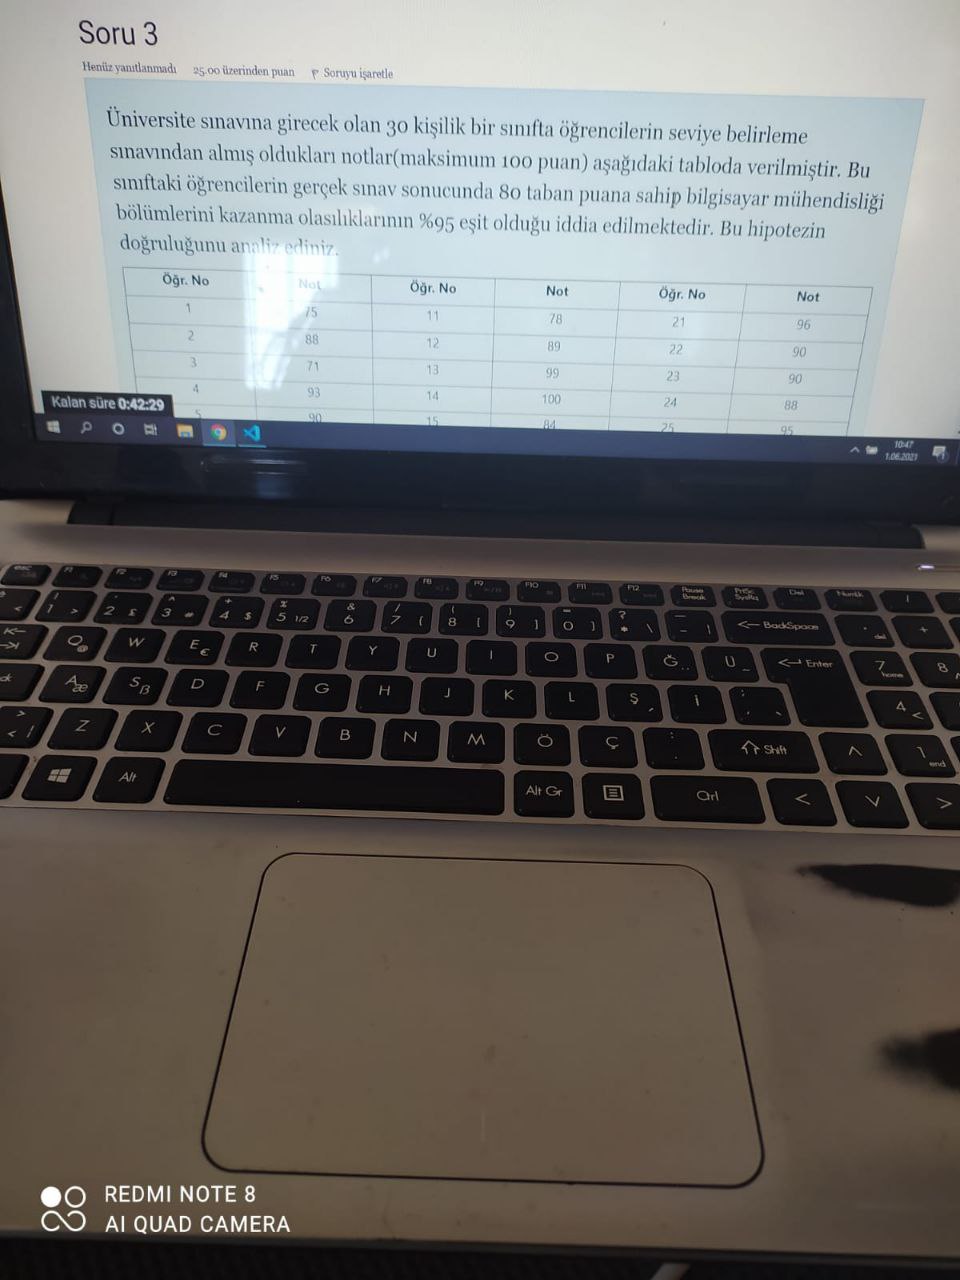 Soru 3
Henüz yanıtlanmadı 25.00 üzerinden puan Soruyu işaretle
Üniversite sınavına girecek olan 30 kişilik bir sınıfta öğrencilerin seviye belirleme
sınavından almış oldukları notlar(maksimum 100 puan) aşağıdaki tabloda verilmiştir. Bu
sınıftaki öğrencilerin gerçek sınav sonucunda 80 taban puana sahip bilgisayar mühendisliği
bölümlerini kazanma olasılıklarının %95 eşit olduğu iddia edilmektedir. Bu hipotezin
doğruluğunu analiz ediniz.
Öğr. No Not Öğr. No Not Öğr. No Not
1 75 11 78 21 96
2 88 12 89 22 90
3 71 13 99 23 90
4 93 14 100 24 88
5 90 15 84 25 95
Kalan süre 0:42:29
10:47
1.06.2021
esc F1 F2 F3 F4 F5 F6 F7 F8 F9 F10 F11 F12 Pause Break PrtSc SysRq Del NumLk /
! 1 > ' 2 £ ^ 3 # + 4 $ % 5 1/2 & 6 / 7 { ( 8 [ ) 9 ] = 0 } ? * \ _ - | BackSpace * +
Q @ W E € R T Y U I O P Ğ Ü Enter 7 home 8
A æ S ß D F G H J K L Ş İ ; , 4
> < | Z X C V B N M Ö Ç : . Shift 1 end
Alt Alt Gr Ctrl < >
REDMI NOTE 8
AI QUAD CAMERA